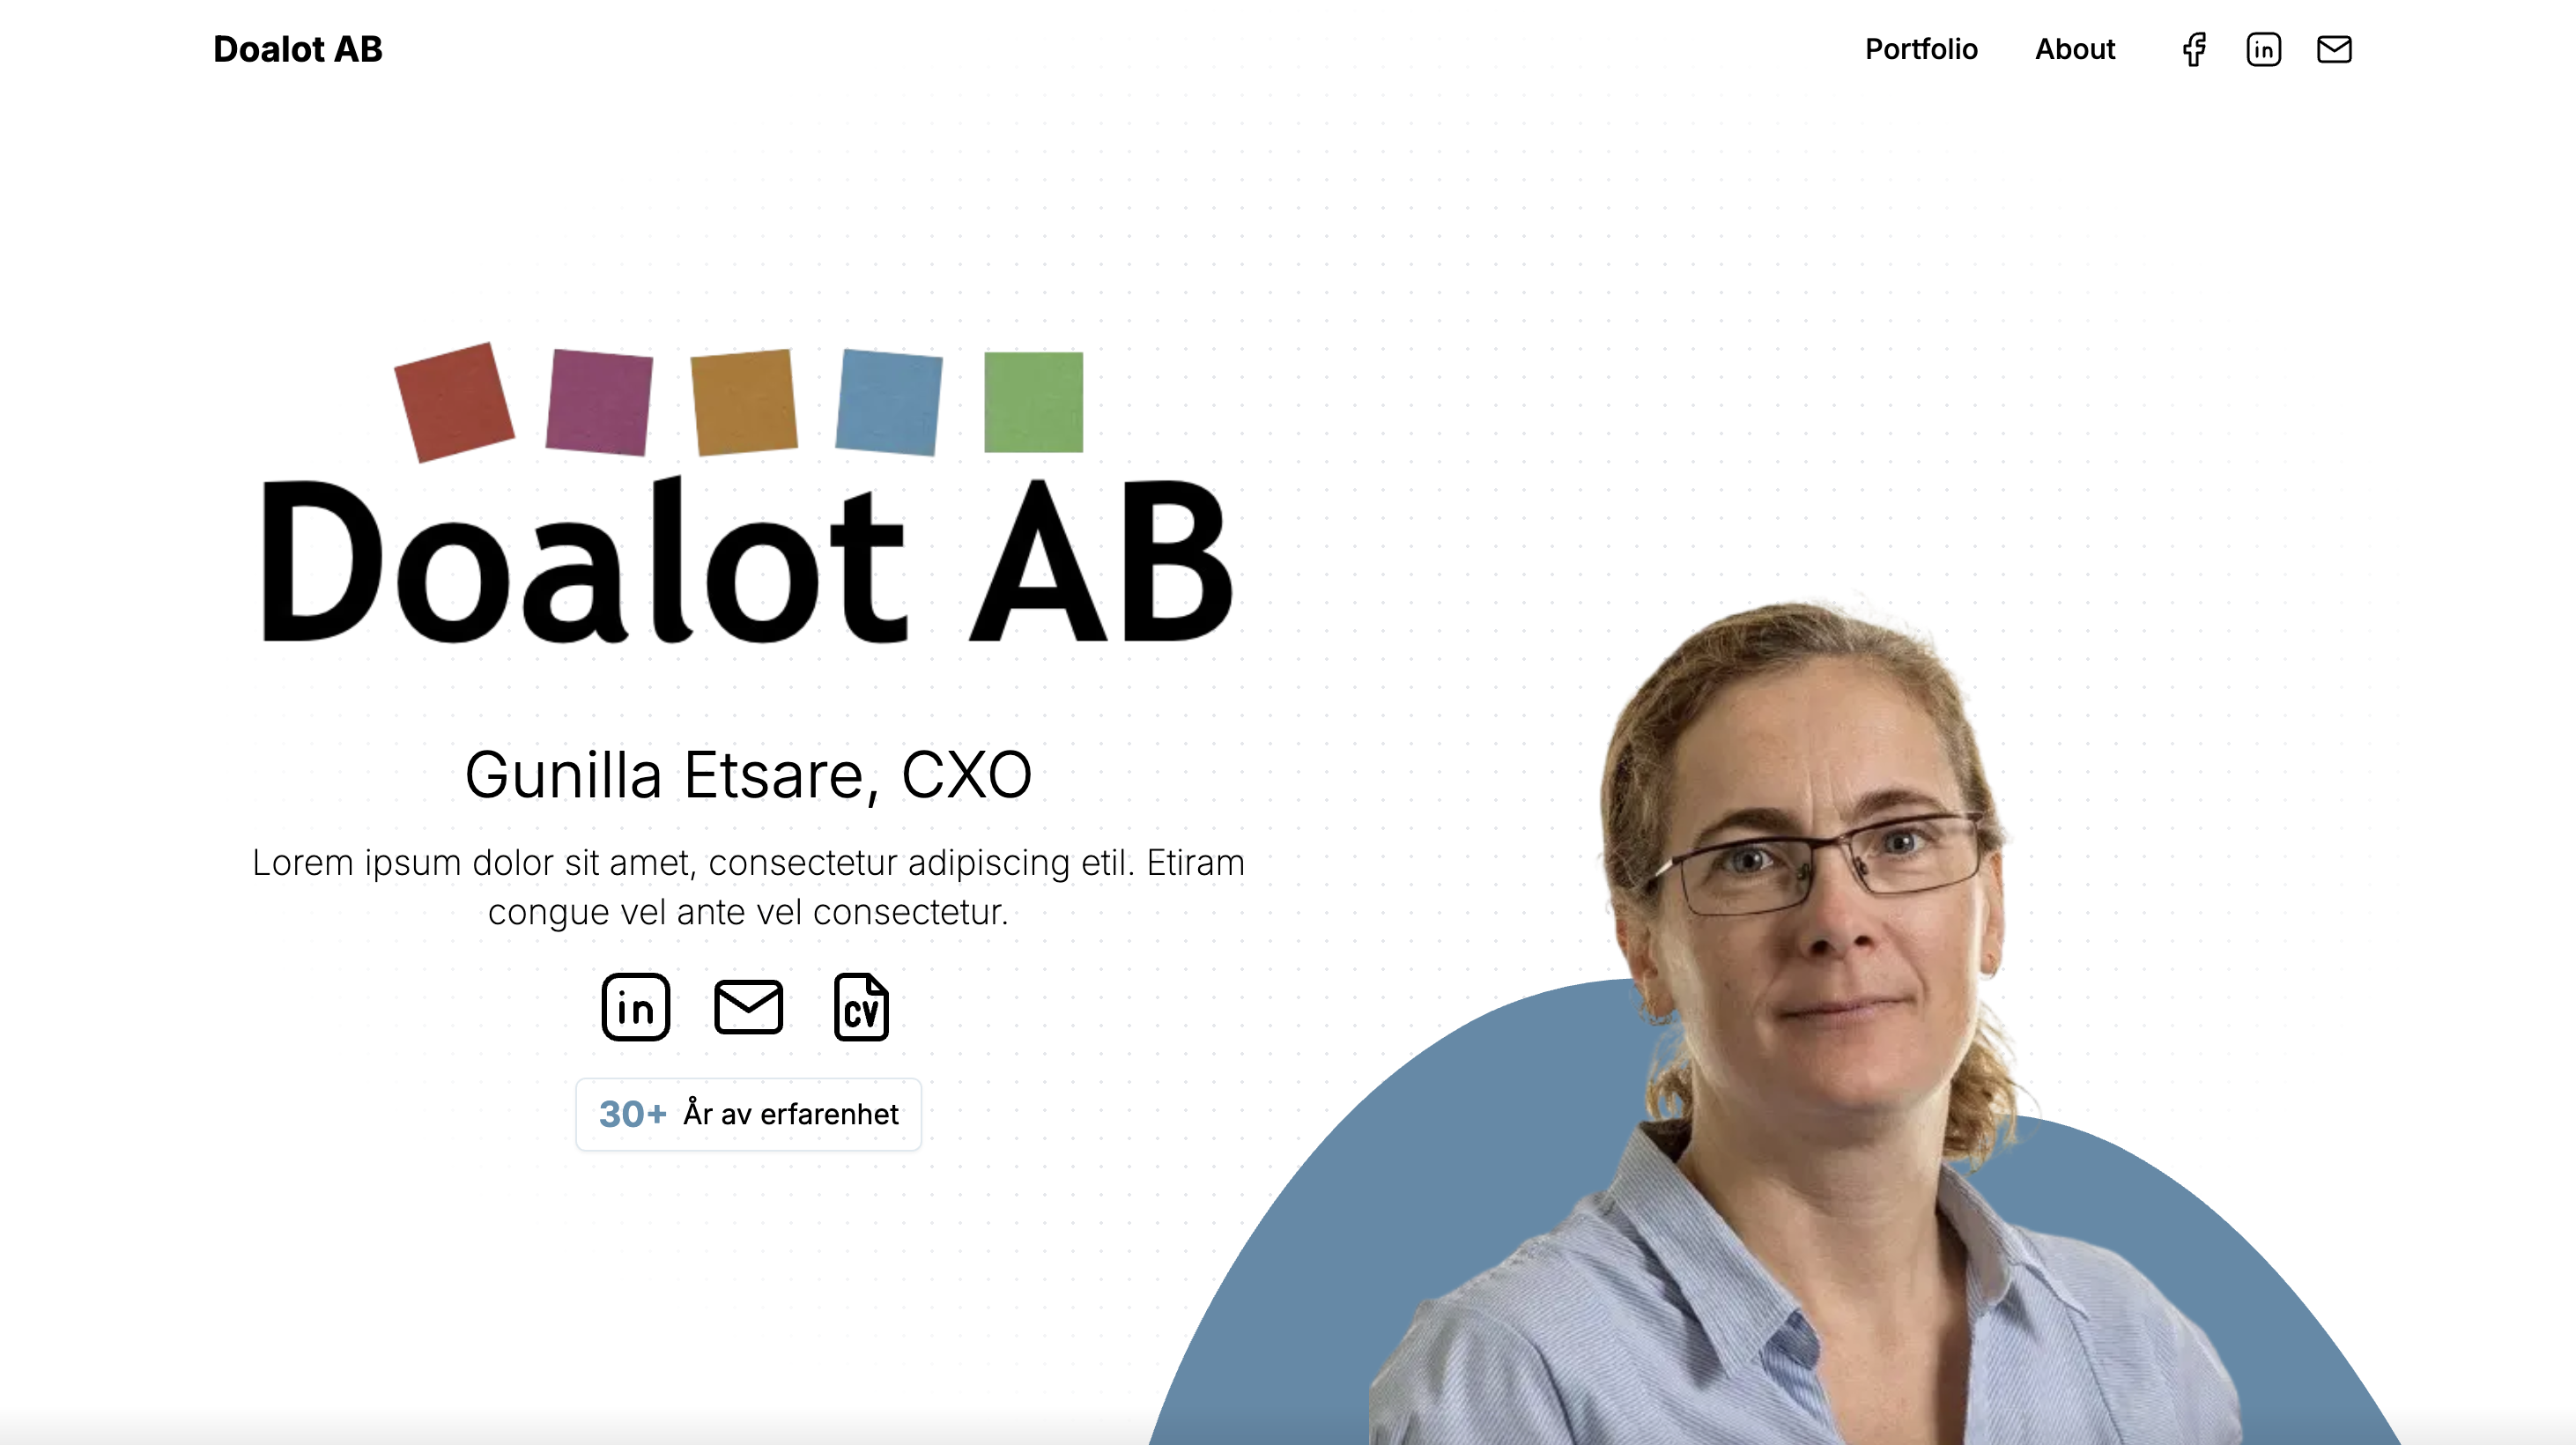 Doalot AB
Portfolio About
Doalot AB
Gunilla Etsare, CXO
Lorem ipsum dolor sit amet, consectetur adipiscing etil. Etiram
congue vel ante vel consectetur.
in
in CV
30+ År av erfarenhet